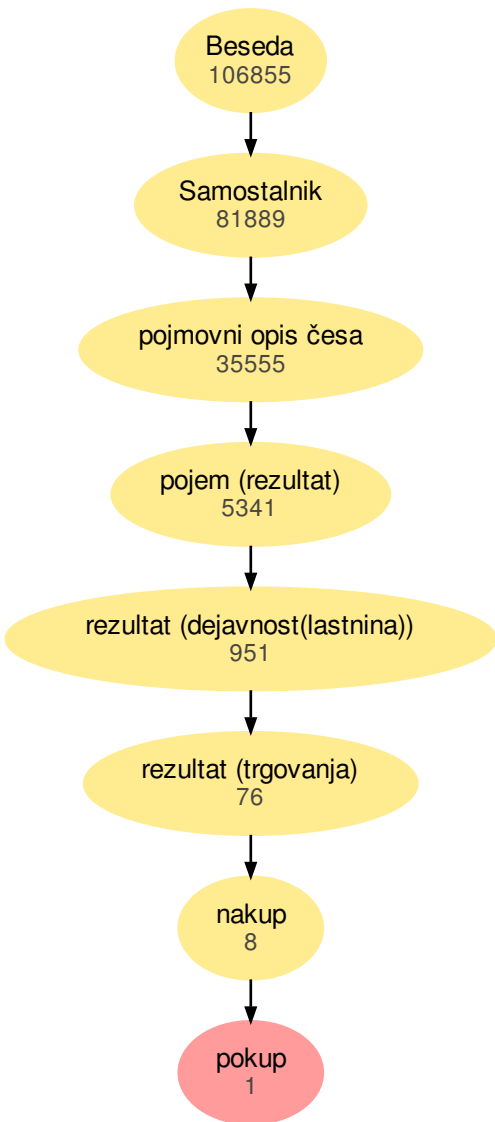 Beseda
106855
Samostalnik
81889
pojmovni opis česa
35555
pojem (rezultat)
5341
rezultat (dejavnost(lastnina))
951
rezultat (trgovanja)
76
nakup
8
pokup
1